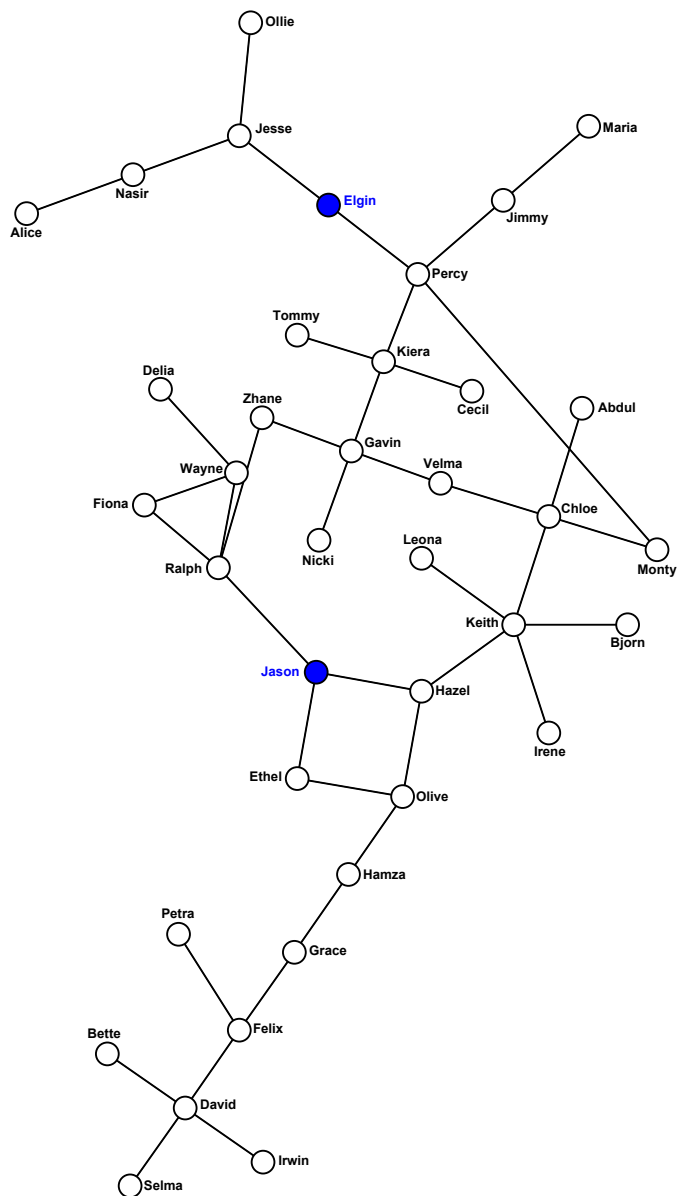 Ollie
Maria
Jesse
Nasir
Elgin
Jimmy
Alice
Percy
Tommy
Kiera
Delia
Zhane
Cecil
Abdul
Gavin
Wayne
Velma
Fiona
Chloe
Leona
Nicki
Monty
Ralph
Keith
Bjorn
Jason
Hazel
Irene
Ethel
Olive
Hamza
Petra
Grace
Felix
Bette
David
Irwin
Selma